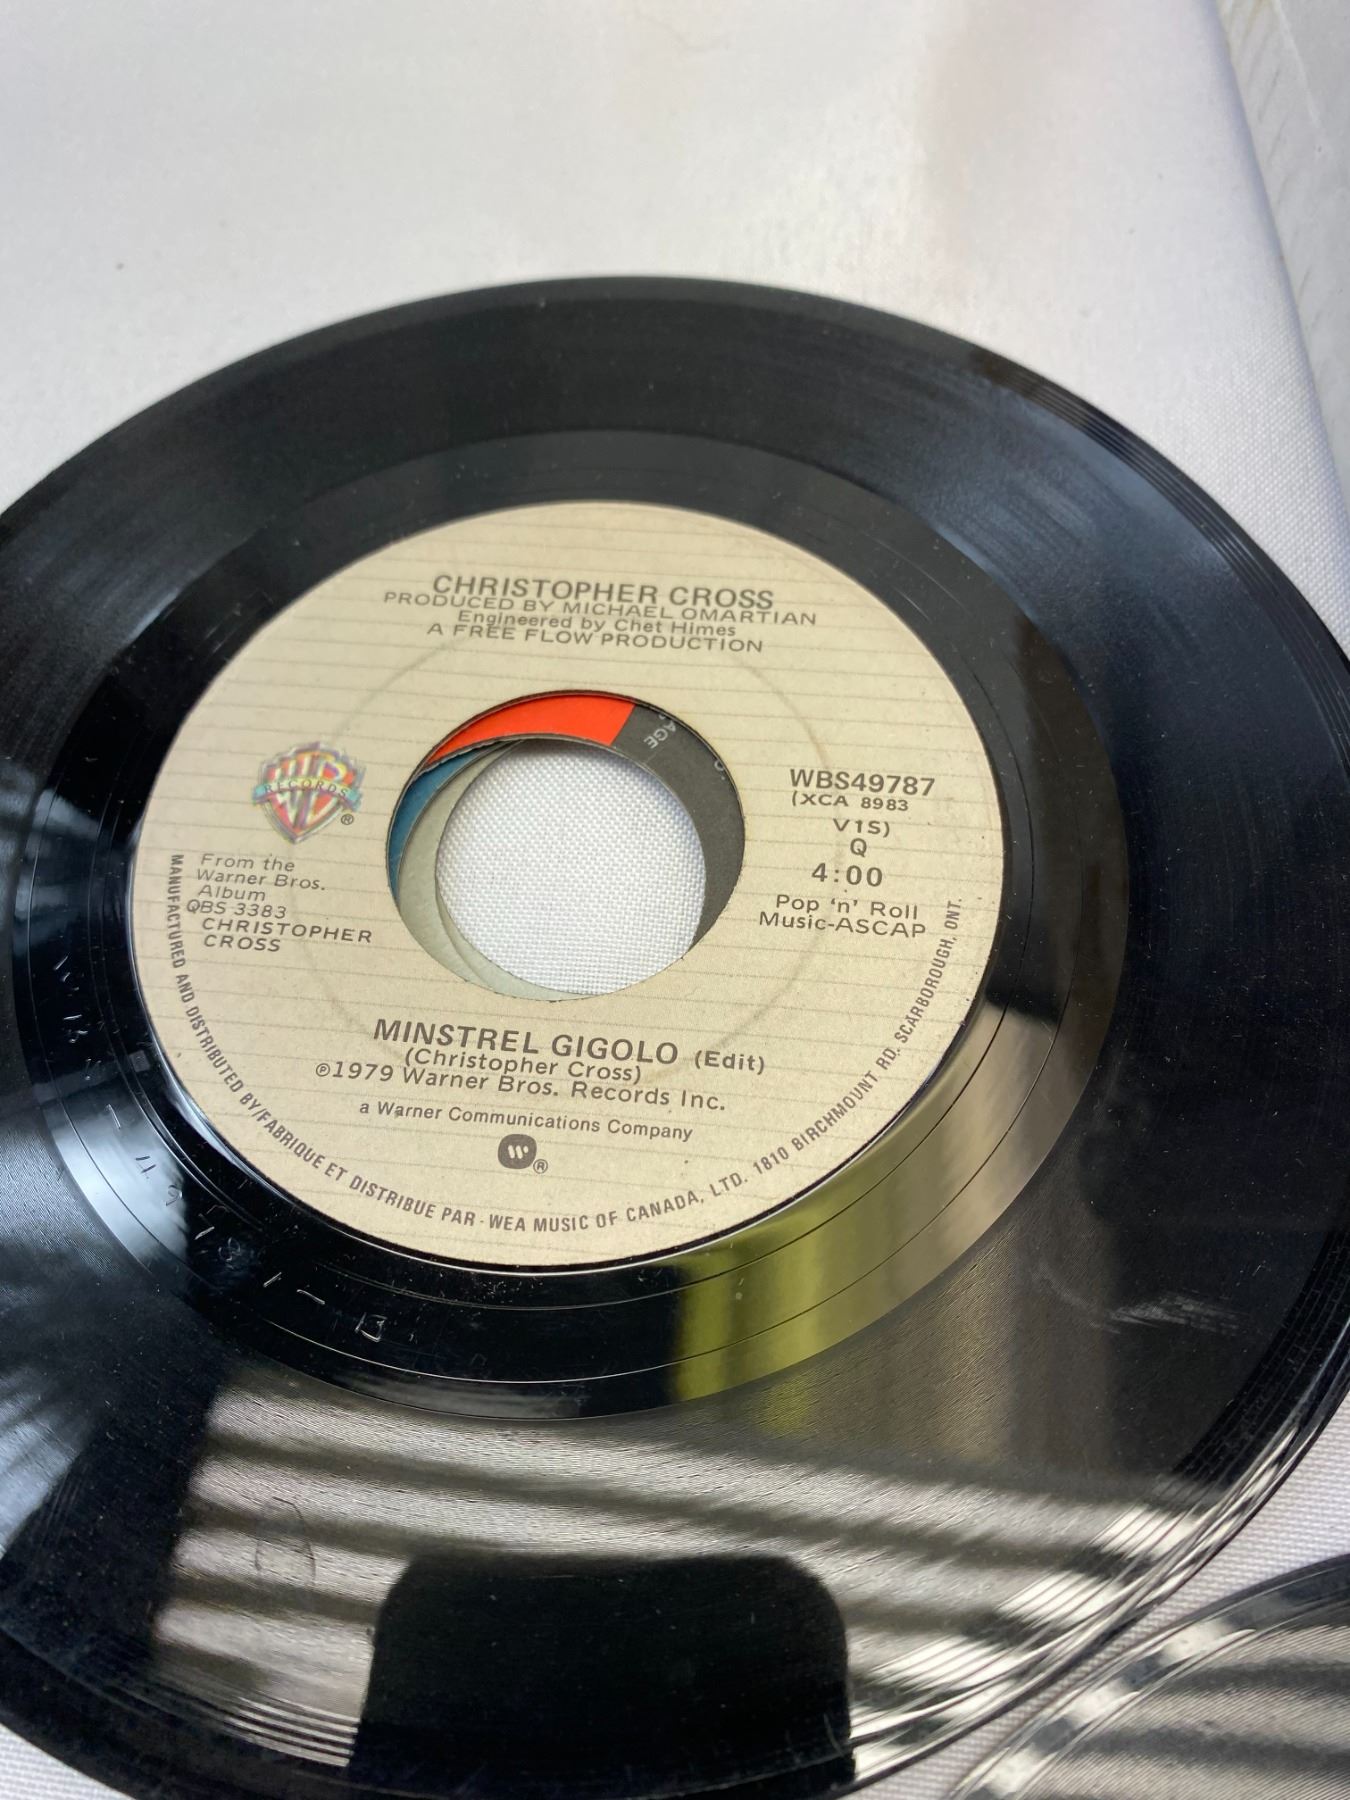 CHRISTOPHER CROSS
PRODUCED BY MICHAEL OMARTIAN
Engineered by Chet Himes
A FREE FLOW PRODUCTION
AGE
RECORDS
®
From the
Warner Bros.
Album
QBS 3383
CHRISTOPHER
CROSS
WBS49787
(XCA 8983
V1S)
Q
4:00
Pop 'n' Roll
Music-ASCAP
MINSTREL GIGOLO (Edit)
(Christopher Cross)
℗1979 Warner Bros. Records Inc.
a Warner Communications Company
®
MANUFACTURED AND DISTRIBUTED BY/FABRIQUE ET DISTRIBUE PAR - WEA MUSIC OF CANADA, LTD. 1810 BIRCHMOUNT RD. SCARBOROUGH, ONT.